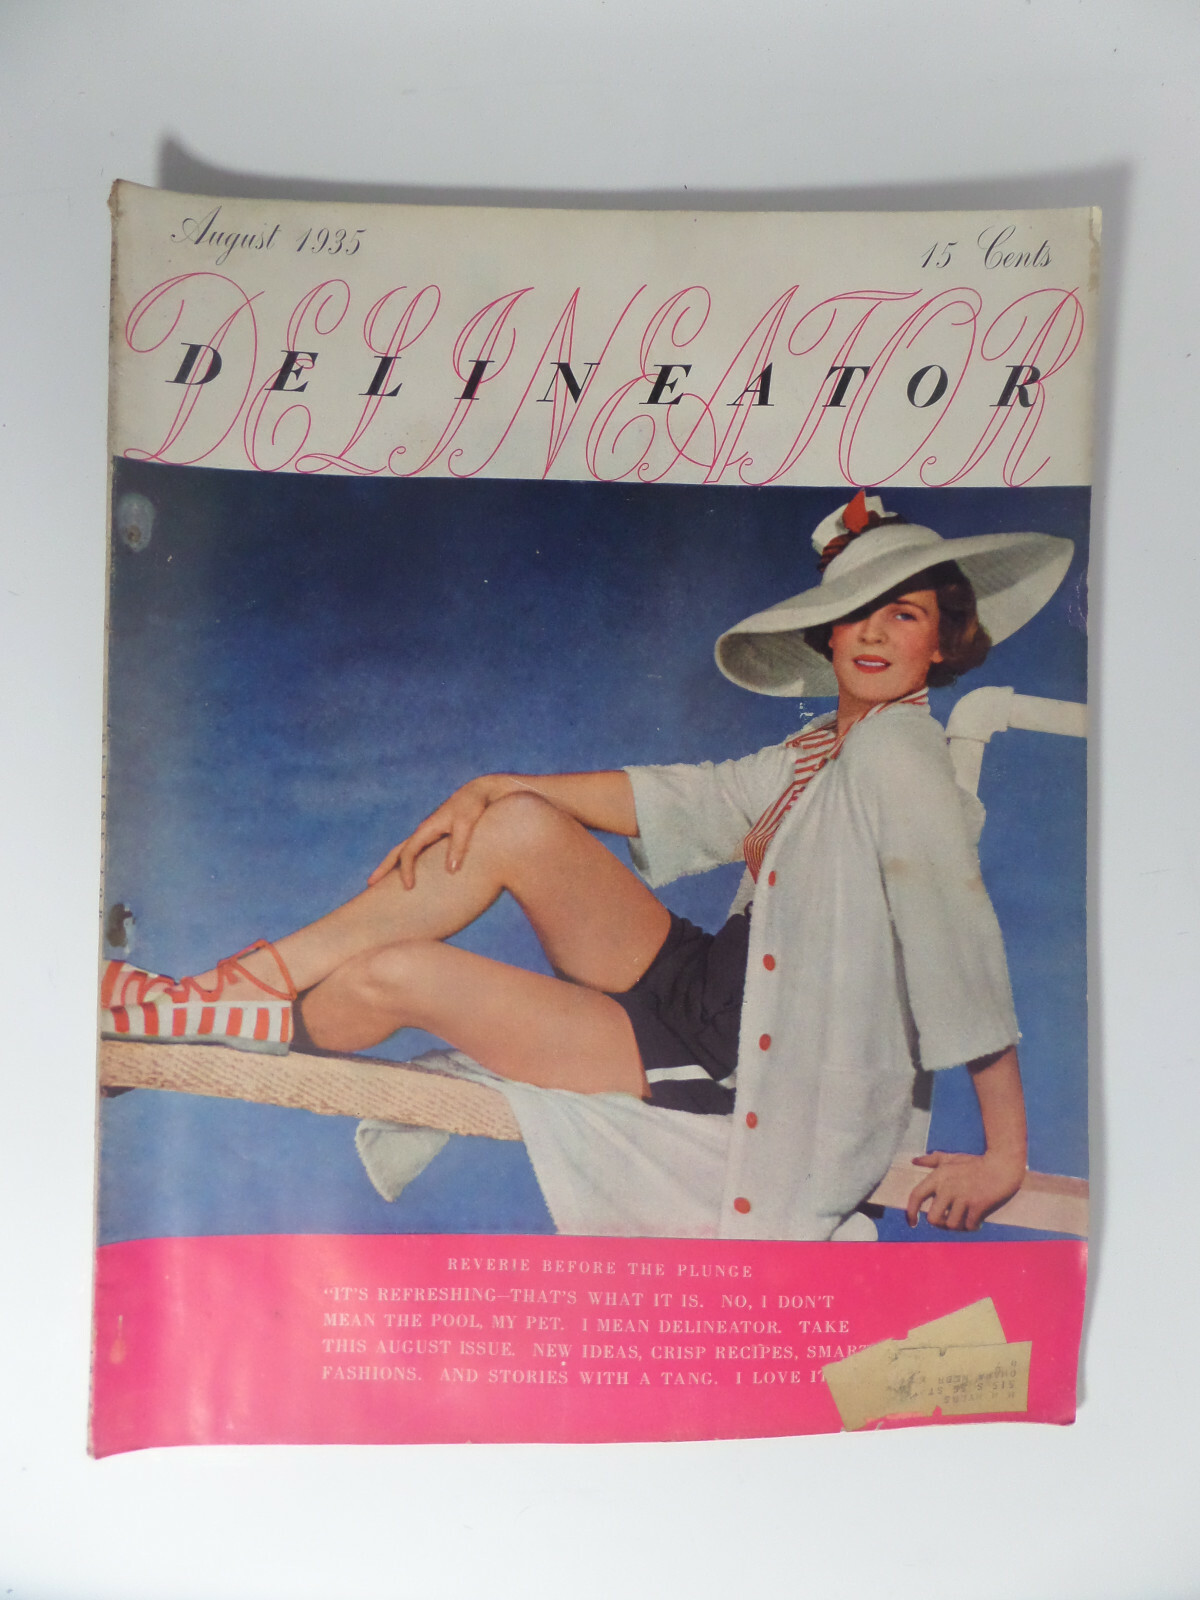 August 1935
15 Cents
DELINEATOR
DELINEATOR
REVERIE BEFORE THE PLUNGE
"IT'S REFRESHING—THAT'S WHAT IT IS. NO, I DON'T
MEAN THE POOL, MY PET. I MEAN DELINEATOR. TAKE
THIS AUGUST ISSUE. NEW IDEAS, CRISP RECIPES, SMART
FASHIONS. AND STORIES WITH A TANG. I LOVE IT